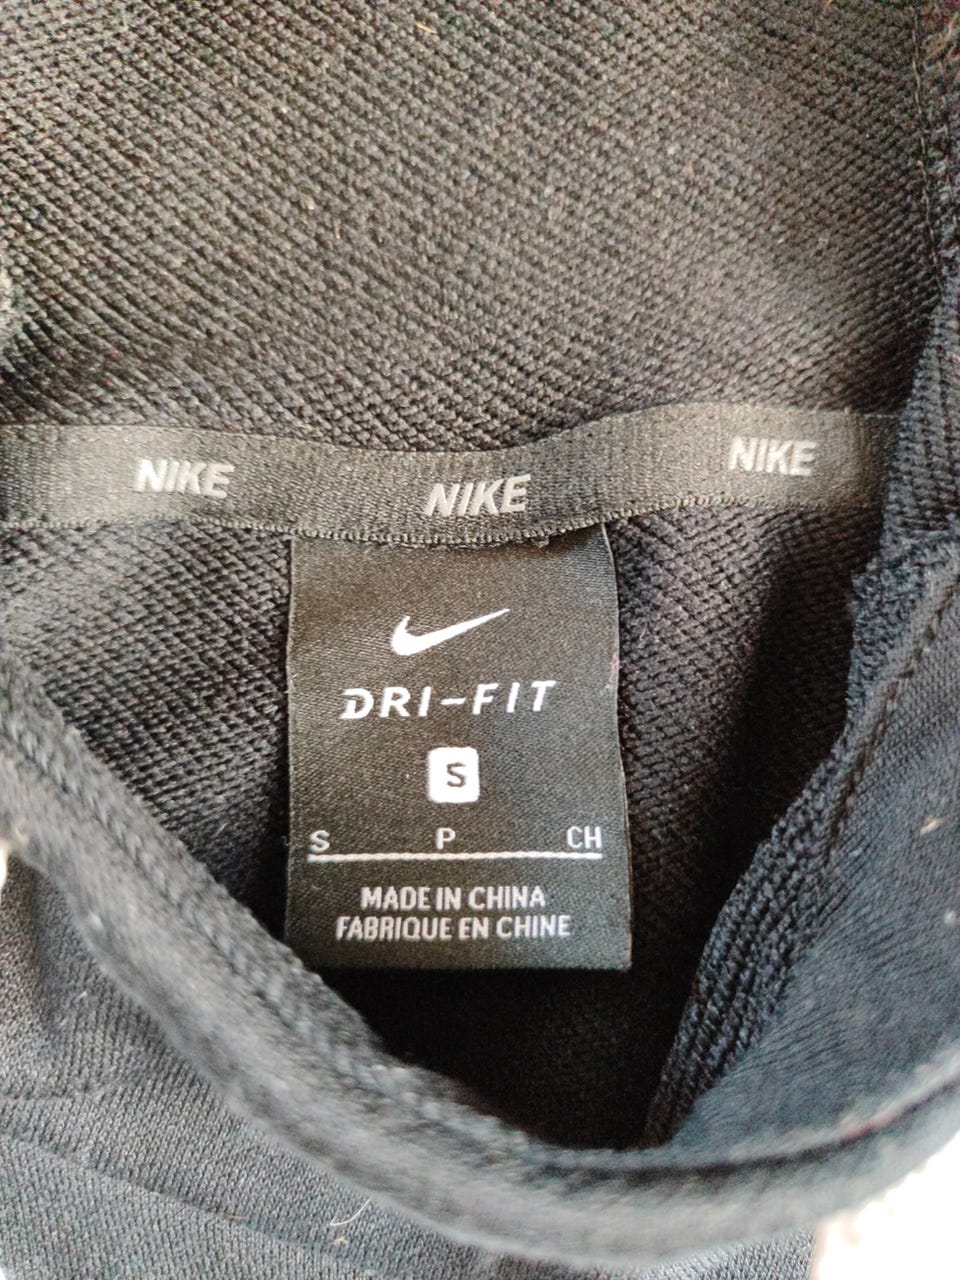 NIKE NIKE NIKE
DRI-FIT
S
S P CH
MADE IN CHINA
FABRIQUE EN CHINE